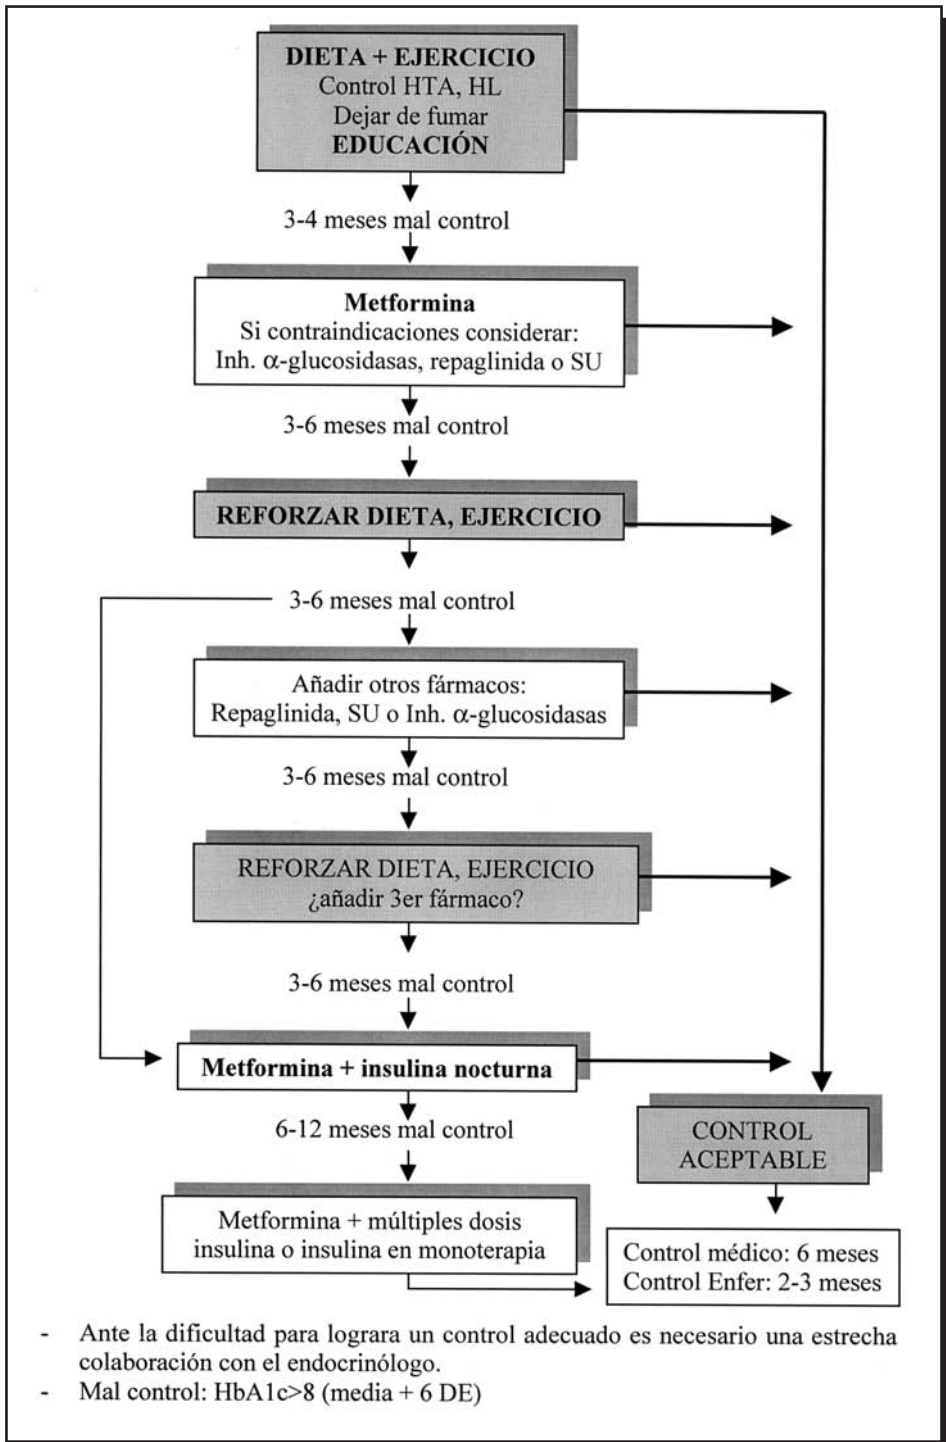 DIETA + EJERCICIO
Control HTA, HL
Dejar de fumar
EDUCACIÓN
3-4 meses mal control
Metformina
Si contraindicaciones considerar:
Inh. α-glucosidasas, repaglinida o SU
3-6 meses mal control
REFORZAR DIETA, EJERCICIO
3-6 meses mal control
Añadir otros fármacos:
Repaglinida, SU o Inh. α-glucosidasas
3-6 meses mal control
REFORZAR DIETA, EJERCICIO
¿añadir 3er fármaco?
3-6 meses mal control
Metformina + insulina nocturna
6-12 meses mal control
Metformina + múltiples dosis
insulina o insulina en monoterapia
CONTROL
ACEPTABLE
Control médico: 6 meses
Control Enfer: 2-3 meses
- Ante la dificultad para lograra un control adecuado es necesario una estrecha
colaboración con el endocrinólogo.
- Mal control: HbA1c>8 (media + 6 DE)